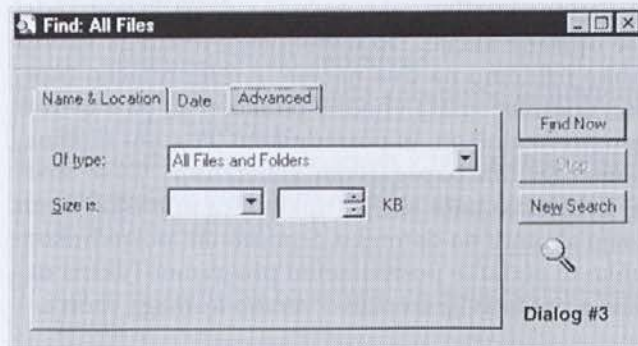 Find: All Files
Name & Location Date Advanced
Find Now
Of type: All Files and Folders
Stop
Size is: KB
New Search
Dialog #3